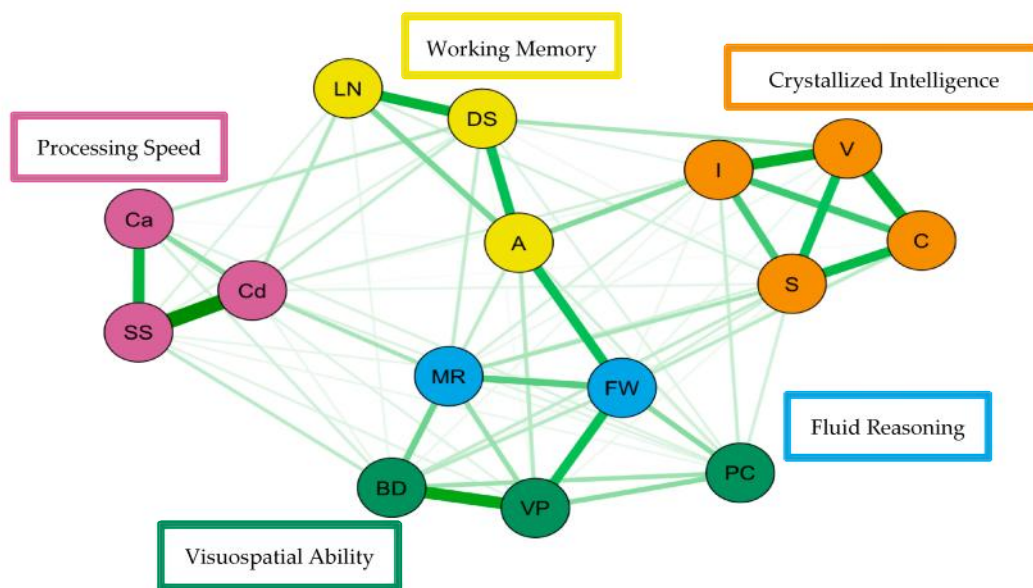 Working Memory
Crystallized Intelligence
Processing Speed
LN
DS
V
I
Ca
C
A
S
Cd
SS
MR
FW
Fluid Reasoning
PC
BD
VP
Visuospatial Ability